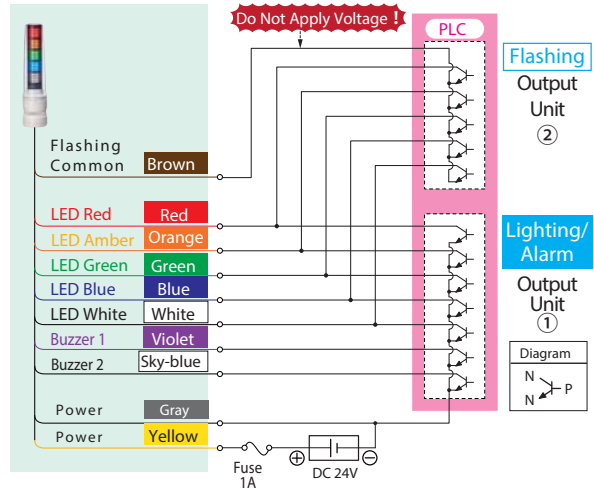 Do Not Apply Voltage !
PLC
Flashing
Output
Unit
②
Flashing
Common Brown
LED Red Red
LED Amber Orange
LED Green Green
LED Blue Blue
LED White White
Buzzer 1 Violet
Buzzer 2 Sky-blue
Power Gray
Power Yellow
Fuse
1A
⊕ DC 24V ⊖
Lighting/
Alarm
Output
Unit
①
Diagram
N
P
N